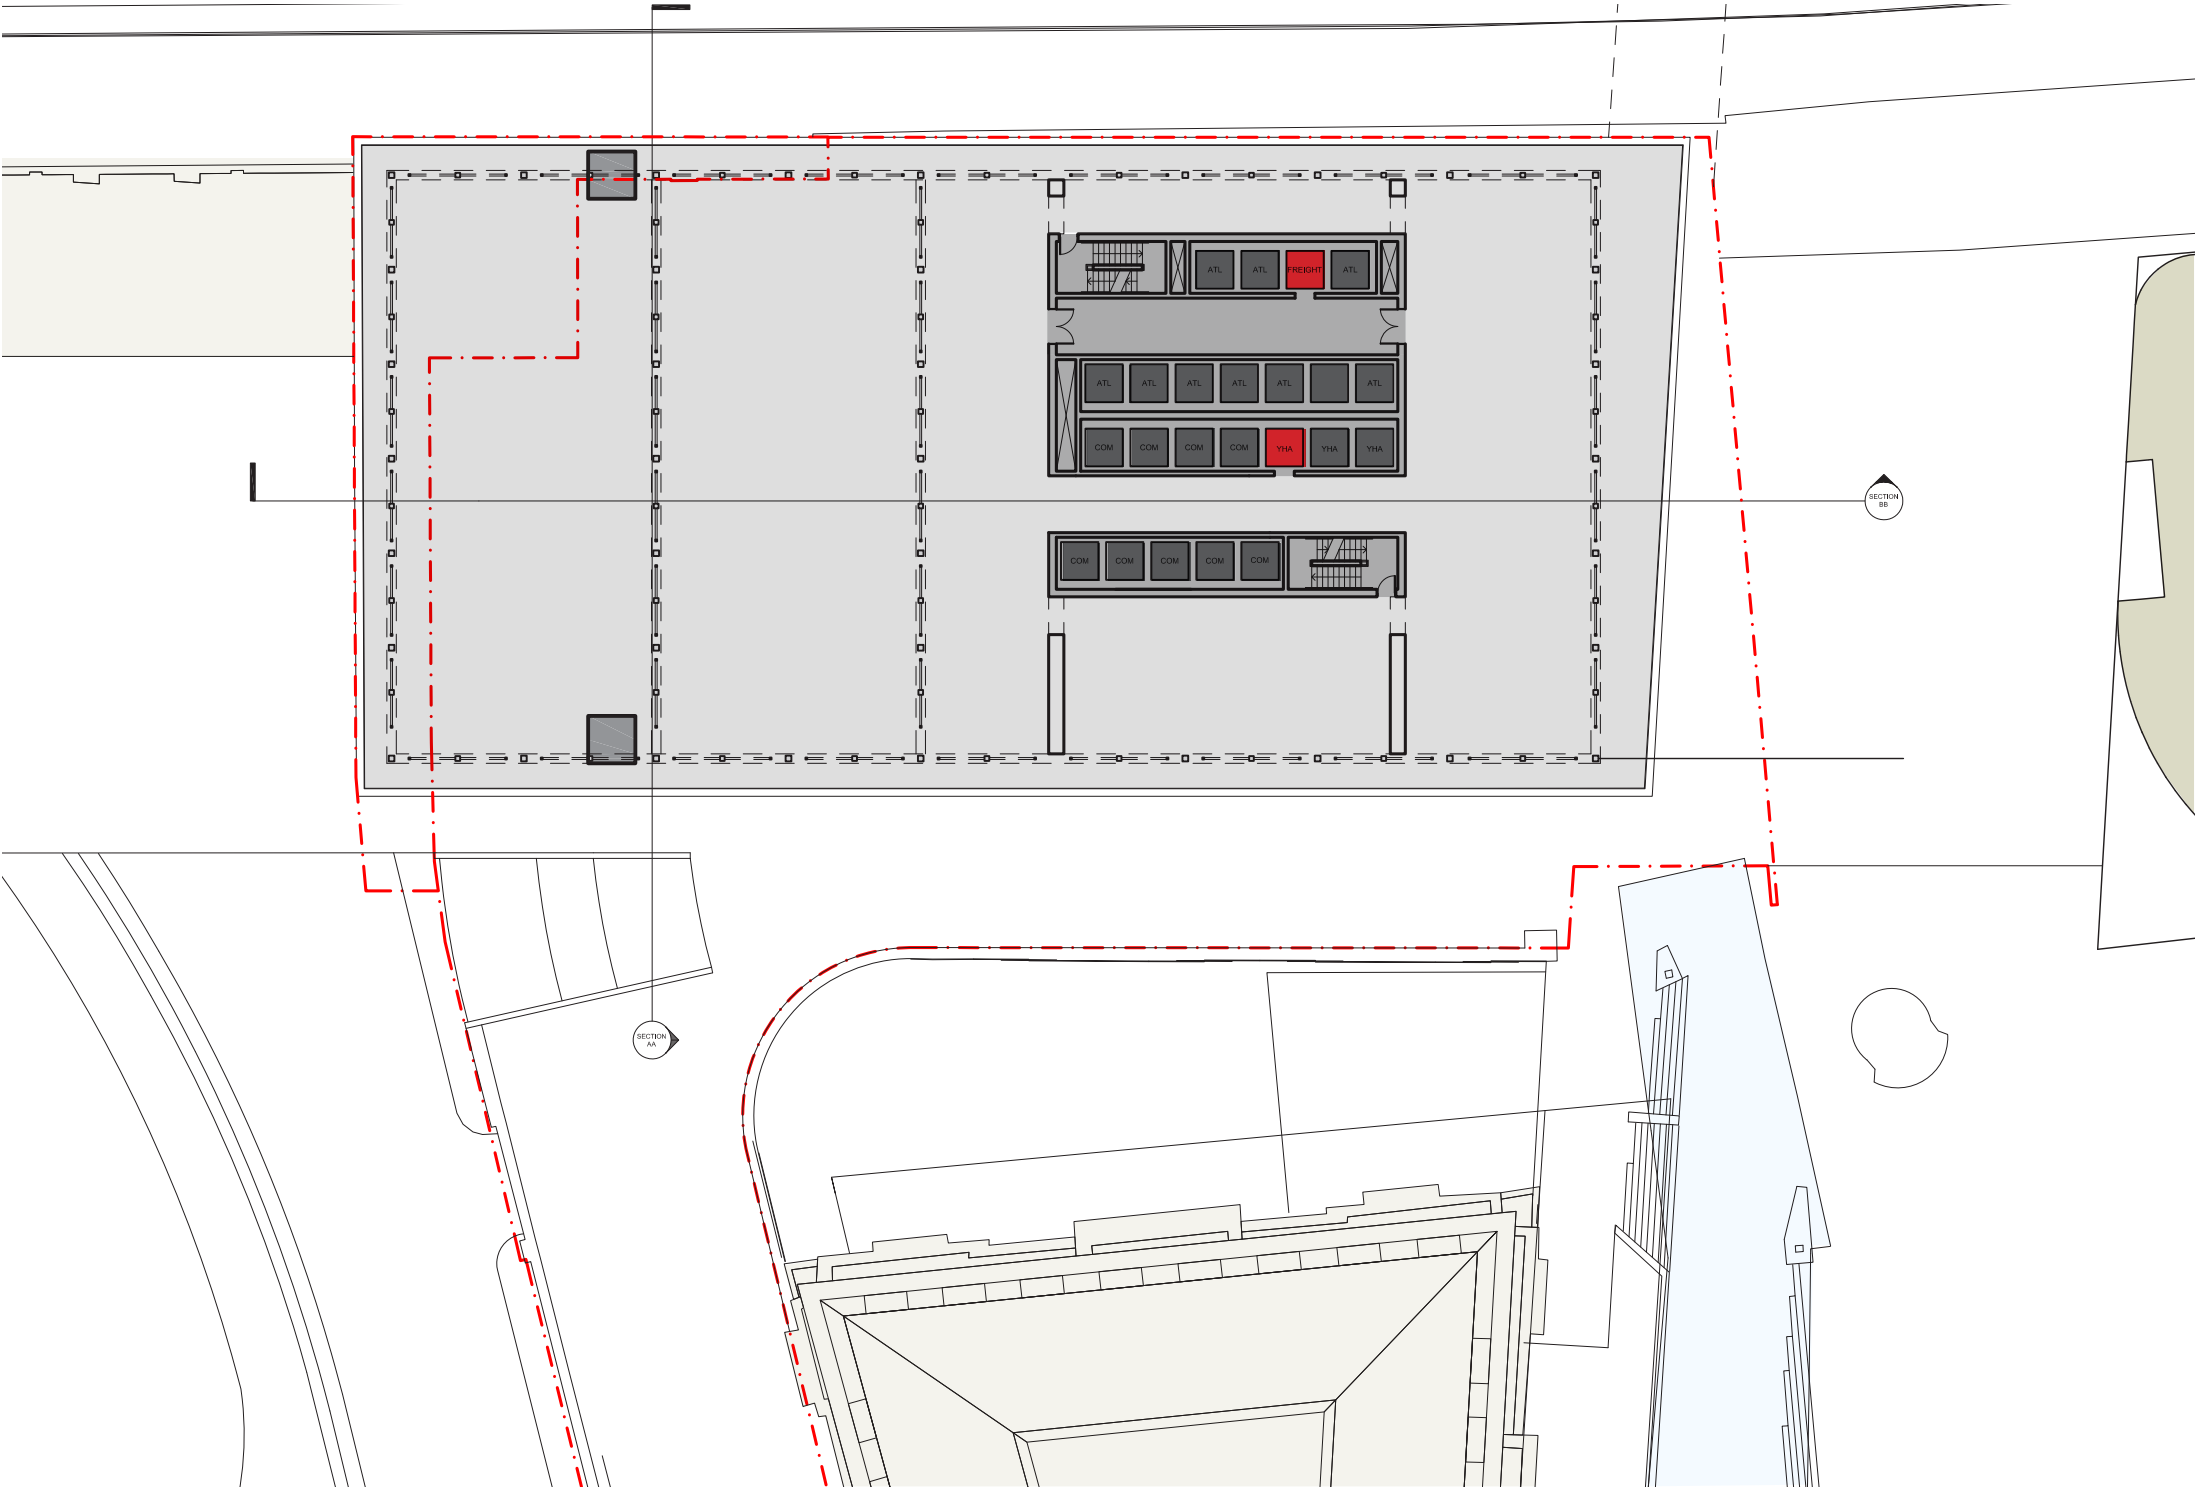 ATL ATL FREIGHT ATL
ATL ATL ATL ATL ATL ATL
COM COM COM COM YHA YHA YHA
SECTION
BB
COM COM COM COM COM
SECTION
AA